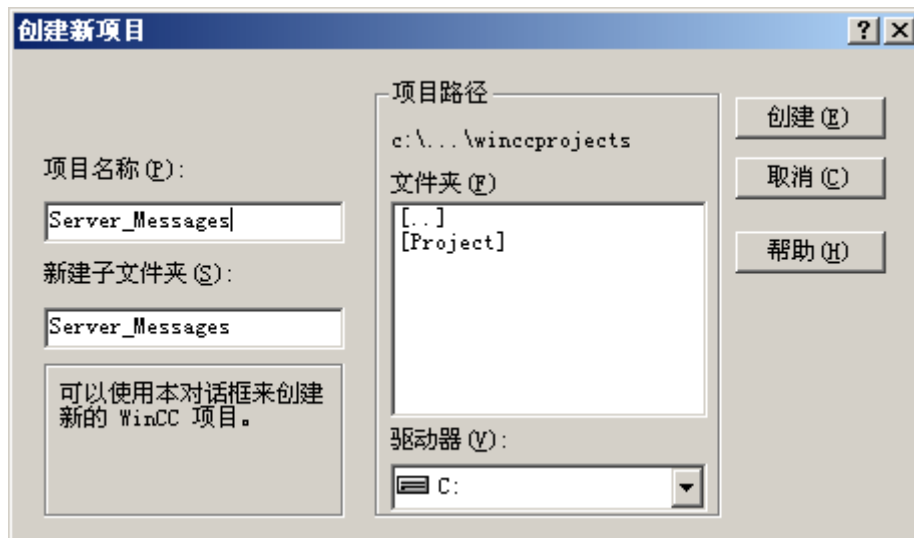 创建新项目
项目名称(P):
Server_Messages
新建子文件夹(S):
Server_Messages
可以使用本对话框来创建
新的 WinCC 项目。
项目路径
c:\...\winccprojects
文件夹(F)
[..]
[Project]
驱动器(V):
C:
创建(E)
取消(C)
帮助(H)